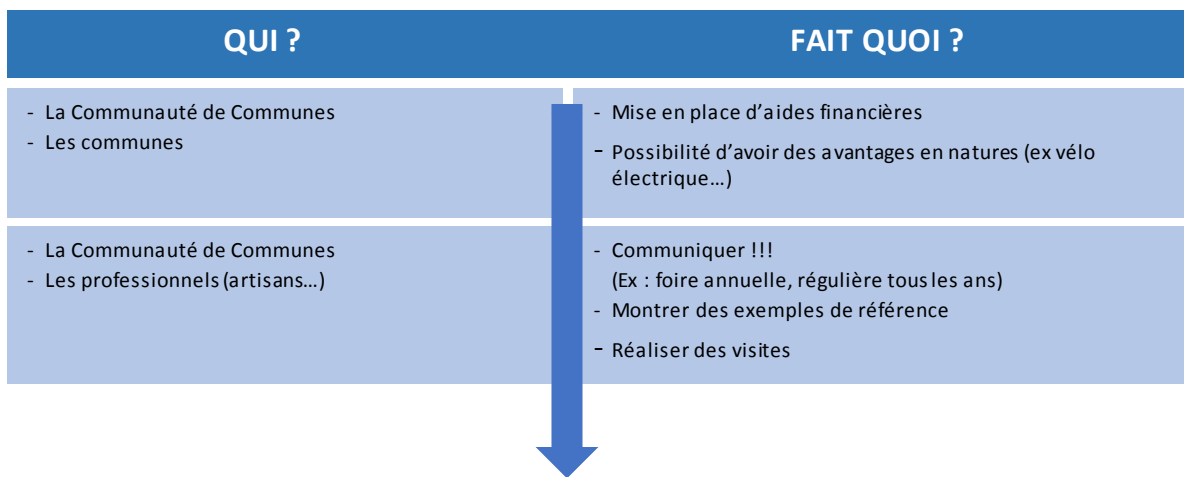 QUI ?
FAIT QUOI ?
- La Communauté de Communes
- Les communes
- Mise en place d'aides financières
- Possibilité d'avoir des avantages en natures (ex vélo
électrique…)
- La Communauté de Communes
- Les professionnels (artisans…)
- Communiquer !!!
(Ex : foire annuelle, régulière tous les ans)
- Montrer des exemples de référence
- Réaliser des visites